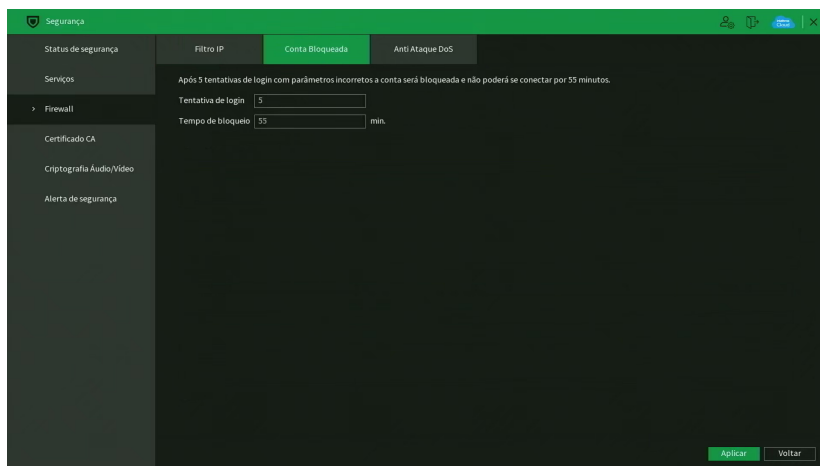 Segurança
Cloud
Status de segurança
Serviços
Firewall
Certificado CA
Criptografia Áudio/Vídeo
Alerta de segurança
Filtro IP
Conta Bloqueada
Anti Ataque DoS
Após 5 tentativas de login com parâmetros incorretos a conta será bloqueada e não poderá se conectar por 55 minutos.
Tentativa de login 5
Tempo de bloqueio 55 min.
Aplicar
Voltar